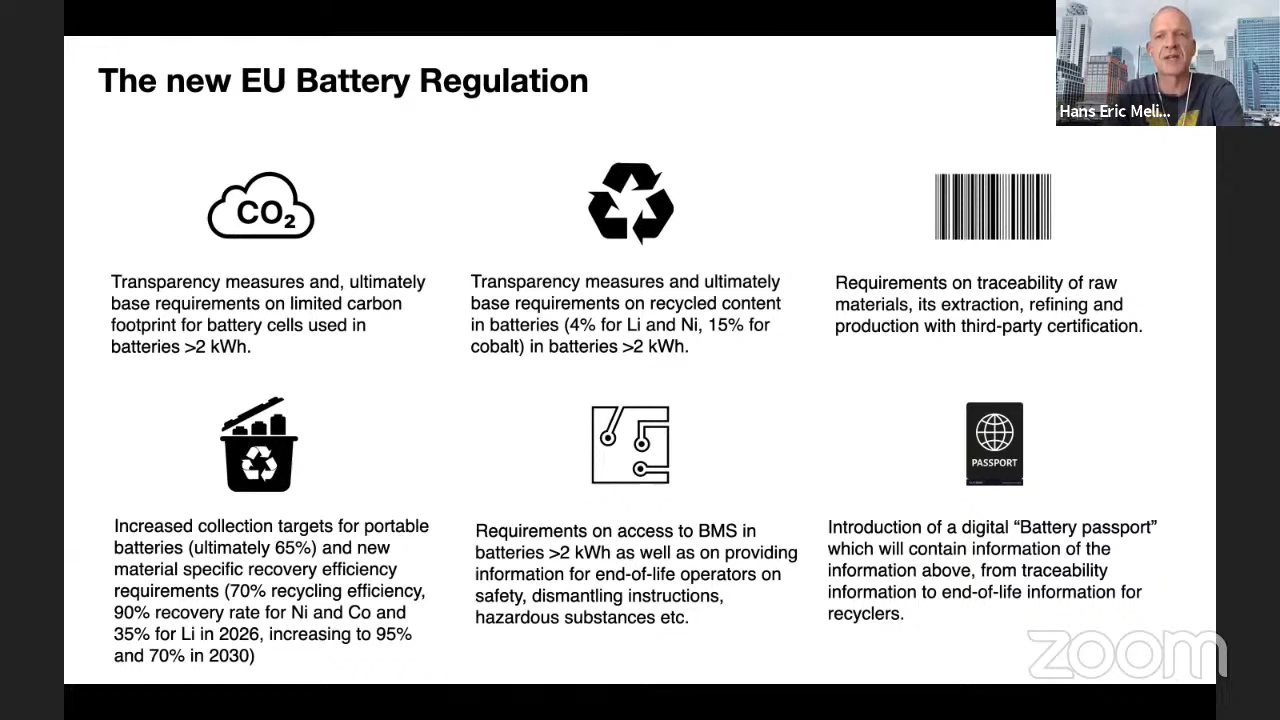 The new EU Battery Regulation
Hans Eric Meli...
CO₂
Transparency measures and, ultimately
base requirements on limited carbon
footprint for battery cells used in
batteries >2 kWh.
Transparency measures and ultimately
base requirements on recycled content
in batteries (4% for Li and Ni, 15% for
cobalt) in batteries >2 kWh.
Requirements on traceability of raw
materials, its extraction, refining and
production with third-party certification.
Increased collection targets for portable
batteries (ultimately 65%) and new
material specific recovery efficiency
requirements (70% recycling efficiency,
90% recovery rate for Ni and Co and
35% for Li in 2026, increasing to 95%
and 70% in 2030)
Requirements on access to BMS in
batteries >2 kWh as well as on providing
information for end-of-life operators on
safety, dismantling instructions,
hazardous substances etc.
PASSPORT
Introduction of a digital “Battery passport”
which will contain information of the
information above, from traceability
information to end-of-life information for
recyclers.
zoom